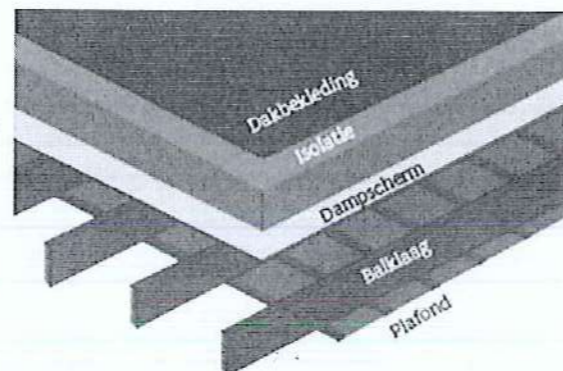 Dakbekleding
Isolatie
Dampscherm
Balklaag
Plafond